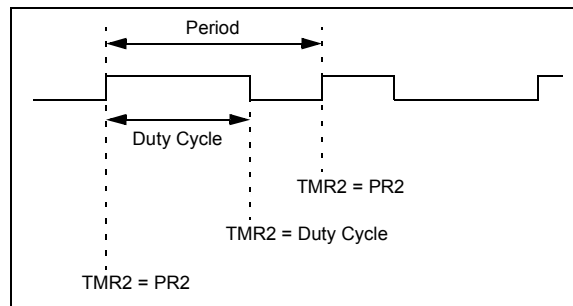 Period
Duty Cycle
TMR2 = PR2
TMR2 = Duty Cycle
TMR2 = PR2